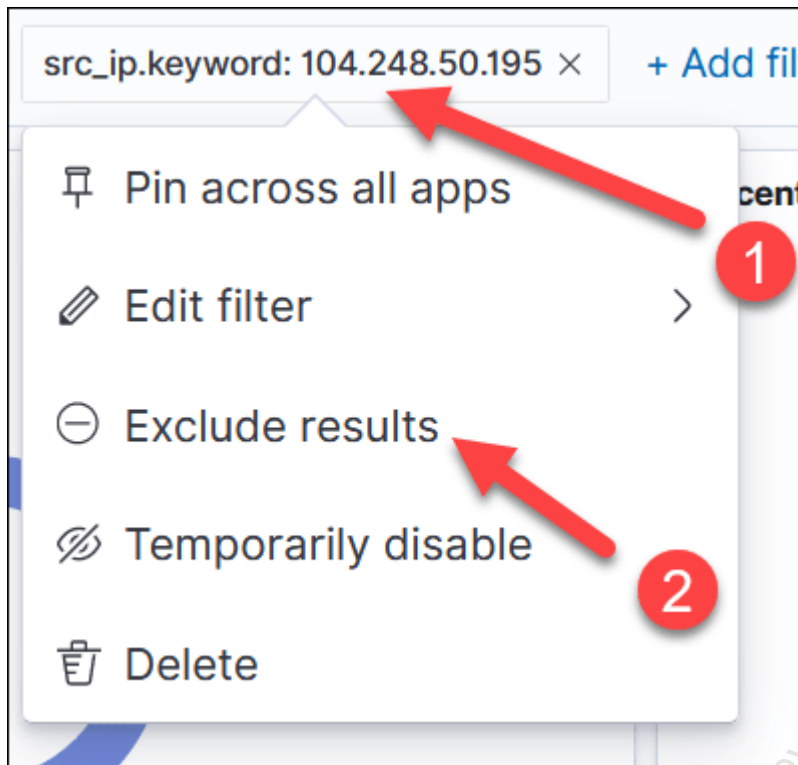 src_ip.keyword: 104.248.50.195 ×
+ Add fil
Pin across all apps
cent
1
Edit filter
Exclude results
Temporarily disable
2
Delete